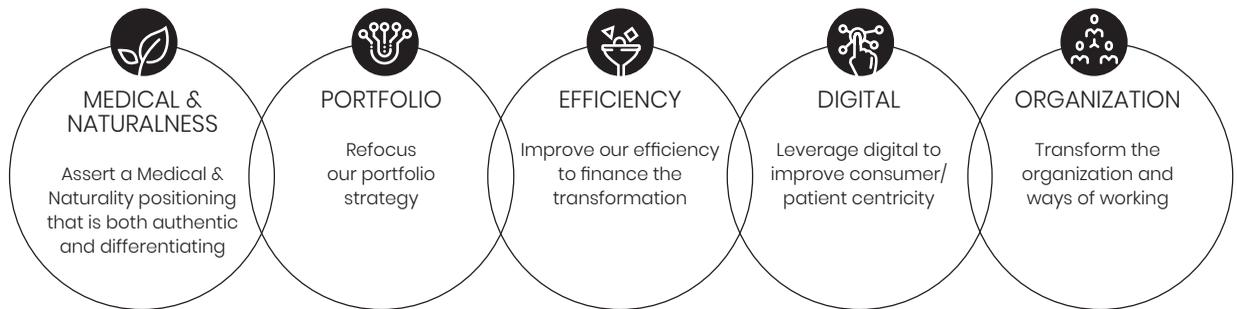 MEDICAL &
NATURALNESS
Assert a Medical &
Naturality positioning
that is both authentic
and differentiating
PORTFOLIO
Refocus
our portfolio
strategy
EFFICIENCY
Improve our efficiency
to finance the
transformation
DIGITAL
Leverage digital to
improve consumer/
patient centricity
ORGANIZATION
Transform the
organization and
ways of working